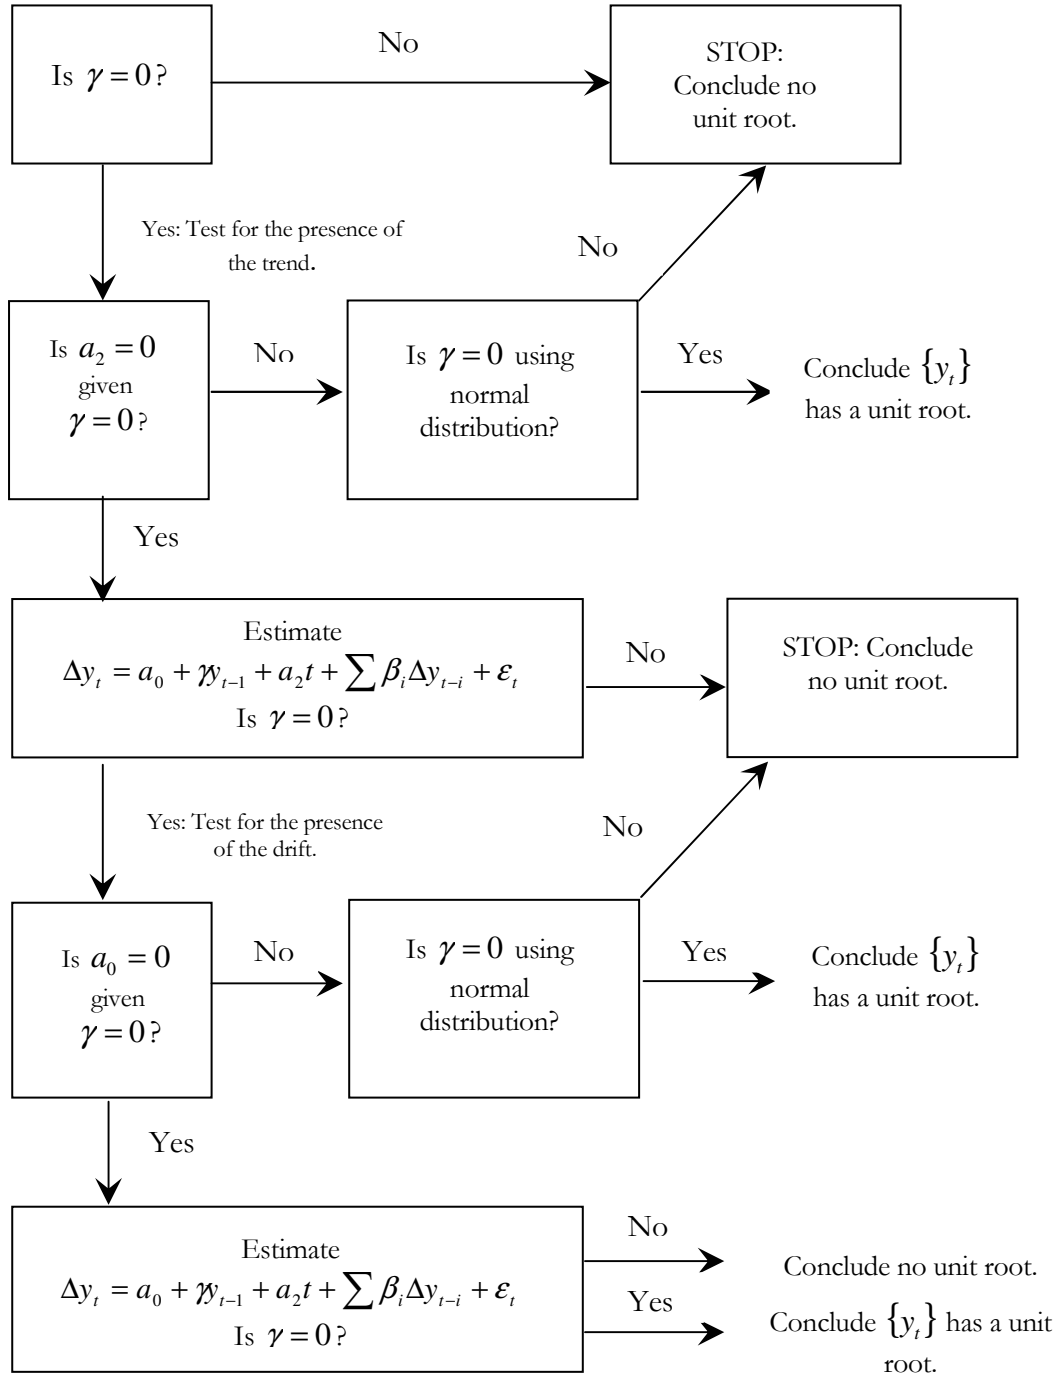 Is γ = 0 ?
No
STOP:
Conclude no
unit root.
Yes: Test for the presence of
the trend.
No
Is a₂ = 0
given
γ = 0 ?
No
Is γ = 0 using
normal
distribution?
Yes
Conclude {yₜ}
has a unit root.
Yes
Estimate
Δyₜ = a₀ + γyₜ₋₁ + a₂t + ∑ βᵢΔyₜ₋ᵢ + εₜ
Is γ = 0 ?
No
STOP: Conclude
no unit root.
Yes: Test for the presence
of the drift.
No
Is a₀ = 0
given
γ = 0 ?
No
Is γ = 0 using
normal
distribution?
Yes
Conclude {yₜ}
has a unit root.
Yes
Estimate
Δyₜ = a₀ + γyₜ₋₁ + a₂t + ∑ βᵢΔyₜ₋ᵢ + εₜ
Is γ = 0 ?
No
Conclude no unit root.
Yes
Conclude {yₜ} has a unit
root.